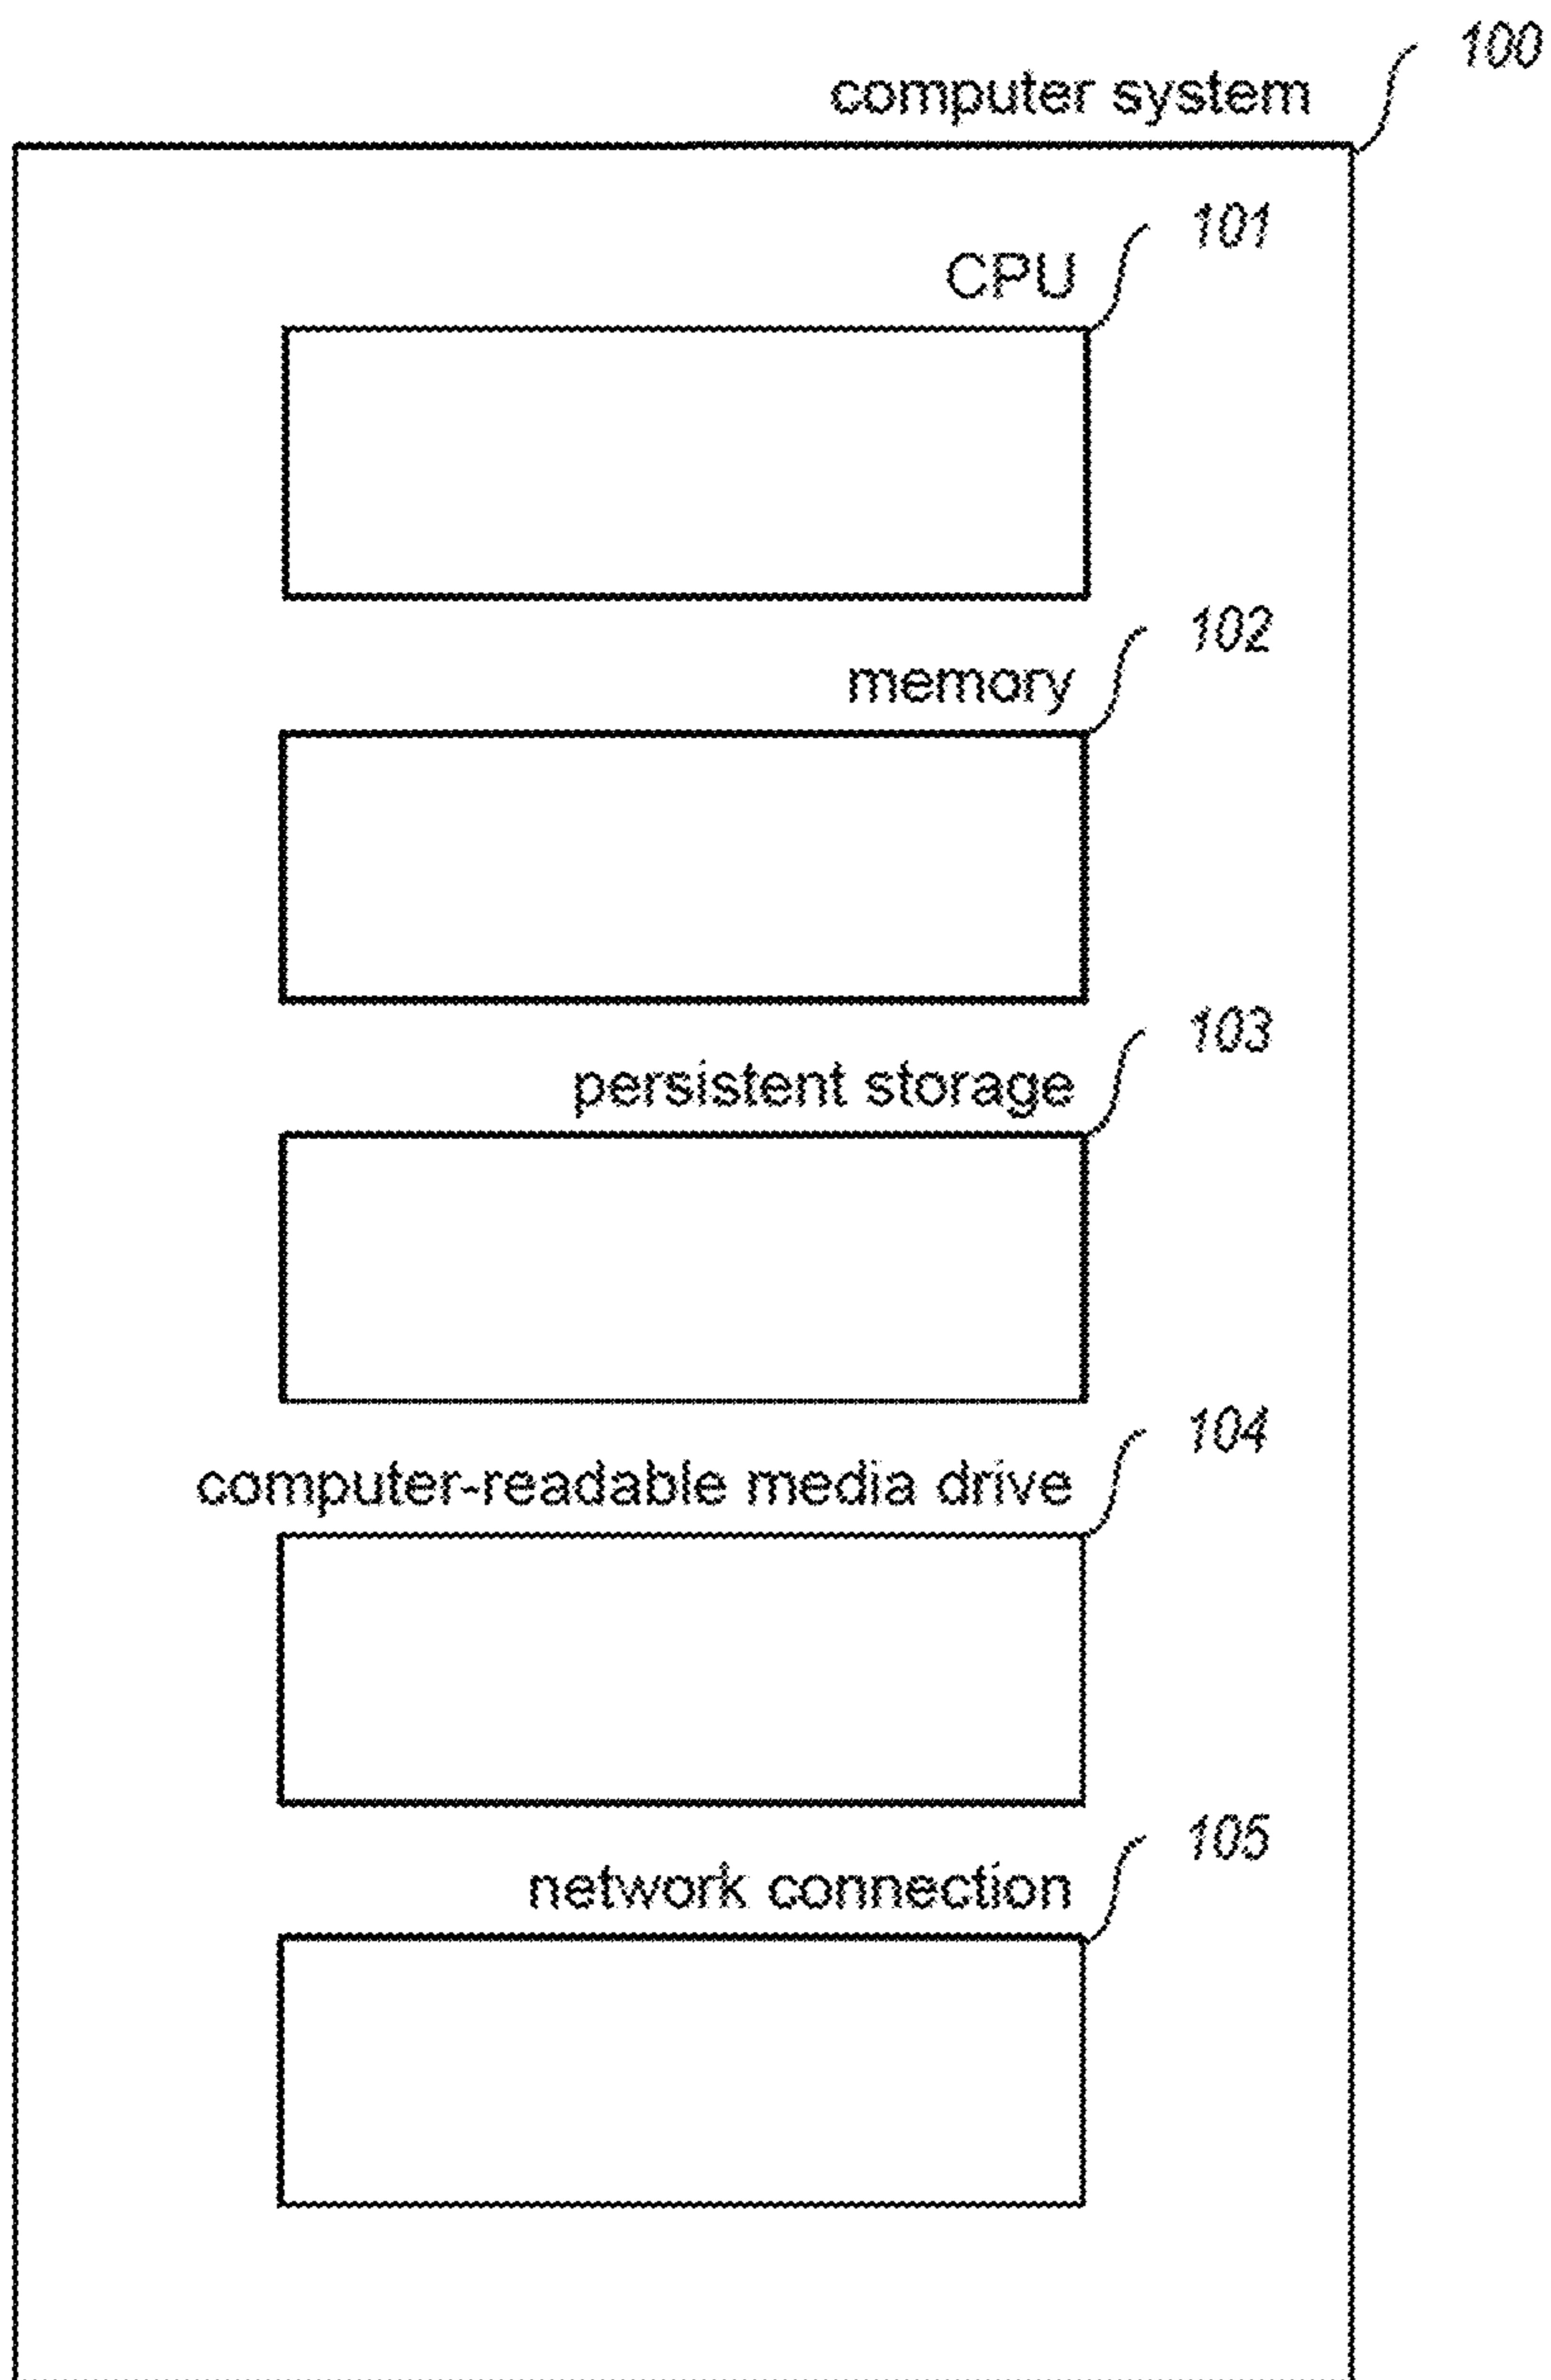 100
computer system
101
CPU
102
memory
103
persistent storage
104
computer-readable media drive
105
network connection